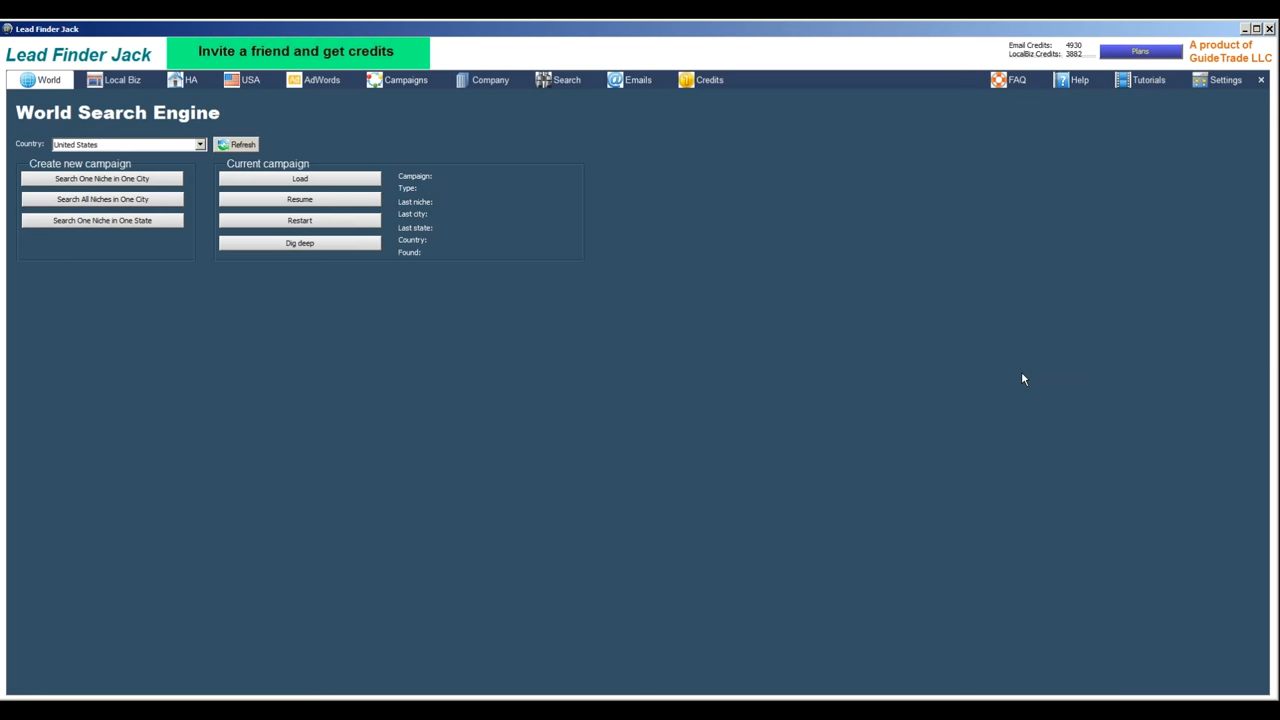 Lead Finder Jack
Lead Finder Jack
Invite a friend and get credits
Email Credits: 4930
LocalBiz Credits: 3882
Plans
A product of
GuideTrade LLC
World Local Biz HA USA AdWords Campaigns Company Search Emails Credits FAQ Help Tutorials Settings
World Search Engine
Country: United States Refresh
Create new campaign
Search One Niche in One City
Search All Niches in One City
Search One Niche in One State
Current campaign
Load
Resume
Restart
Dig deep
Campaign:
Type:
Last niche:
Last city:
Last state:
Country:
Found: